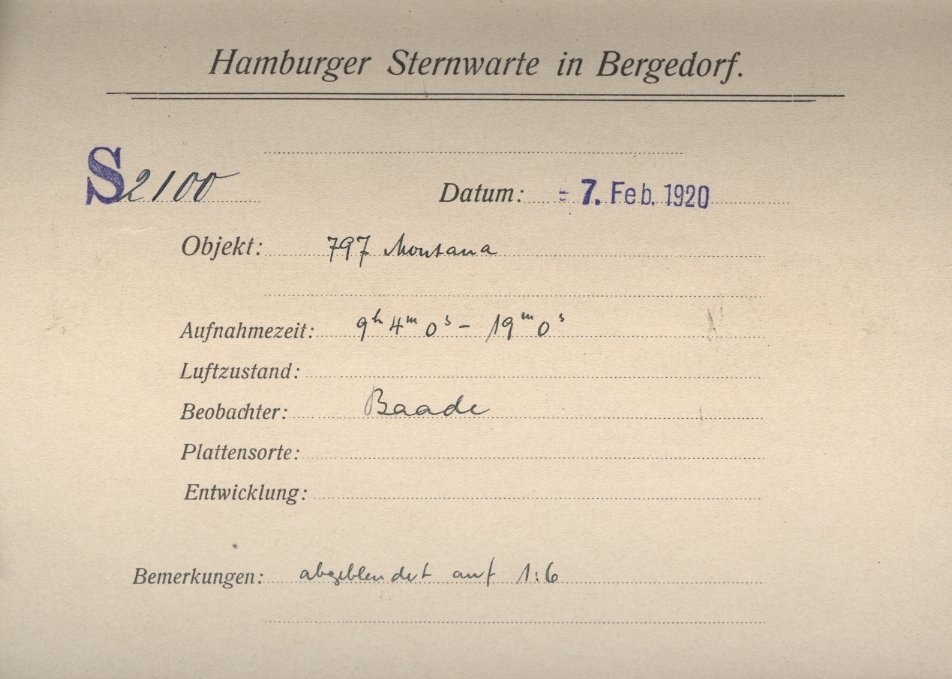 Hamburger Sternwarte in Bergedorf.
S2100
Datum: = 7. Feb. 1920
Objekt: 797 Montana
Aufnahmezeit: 9h 4m 0s - 19m 0s
Luftzustand:
Beobachter: Baade
Plattensorte:
Entwicklung:
Bemerkungen: abgeblendet auf 1:6